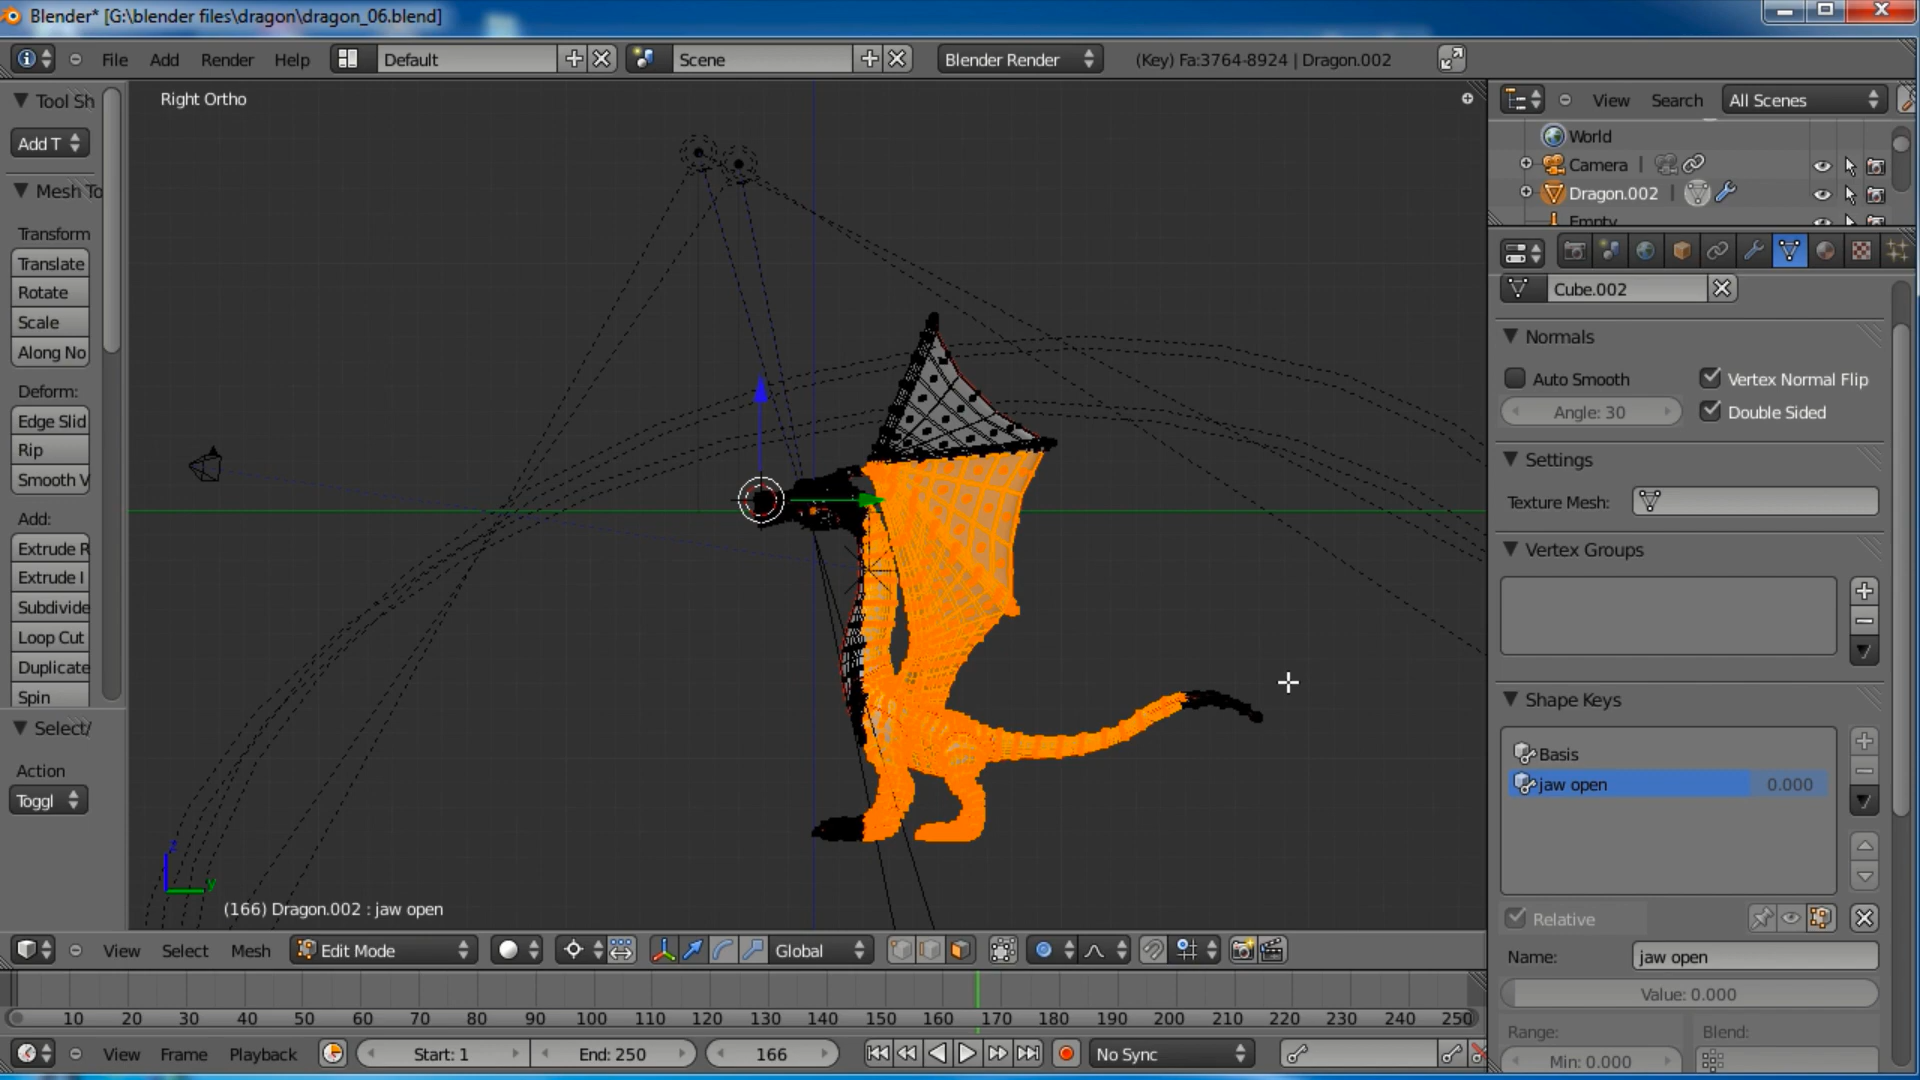 Blender* [G:\blender files\dragon\dragon_06.blend]
File Add Render Help Default Scene Blender Render (Key) Fa:3764-8924 | Dragon.002
Tool Sh
Add T
Mesh To
Transform
Translate
Rotate
Scale
Along No
Deform:
Edge Slid
Rip
Smooth V
Add:
Extrude R
Extrude I
Subdivide
Loop Cut
Duplicate
Spin
Select/
Action
Toggl
Right Ortho
z
y
(166) Dragon.002 : jaw open
View Select Mesh Edit Mode Global
10 20 30 40 50 60 70 80 90 100 110 120 130 140 150 160 170 180 190 200 210 220 230 240 250
View Frame Playback Start: 1 End: 250 166 No Sync
View Search All Scenes
World
Camera
Dragon.002
Empty
Cube.002
Normals
Auto Smooth Vertex Normal Flip
Angle: 30 Double Sided
Settings
Texture Mesh:
Vertex Groups
Shape Keys
Basis
jaw open 0.000
Relative
Name: jaw open
Value: 0.000
Range: Blend:
Min: 0.000